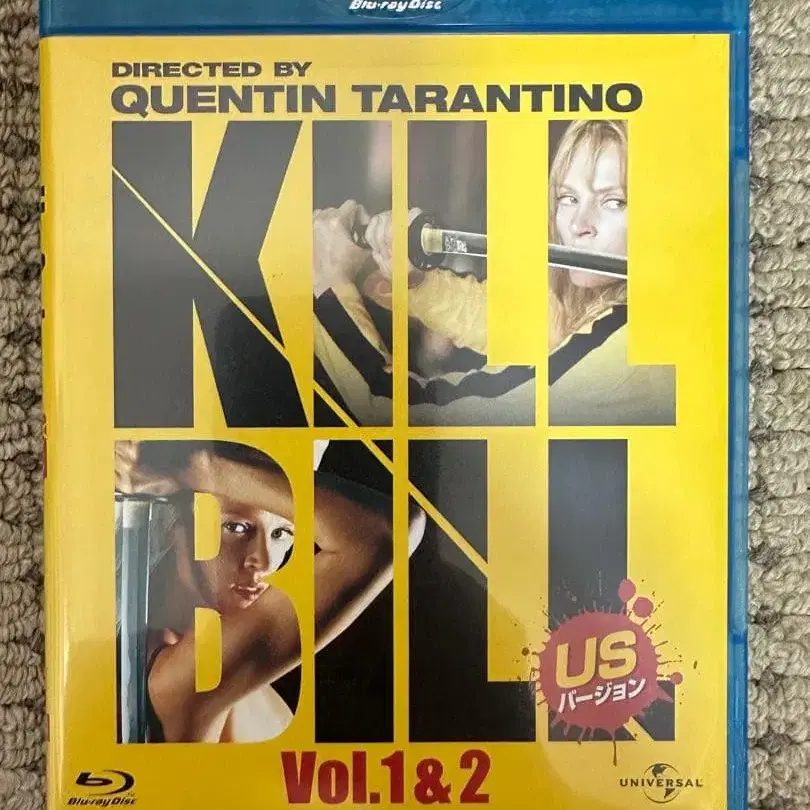 Blu-ray Disc
DIRECTED BY
QUENTIN TARANTINO
KILL
BILL
US
バージョン
Vol.1 & 2
Blu-ray Disc
UNIVERSAL